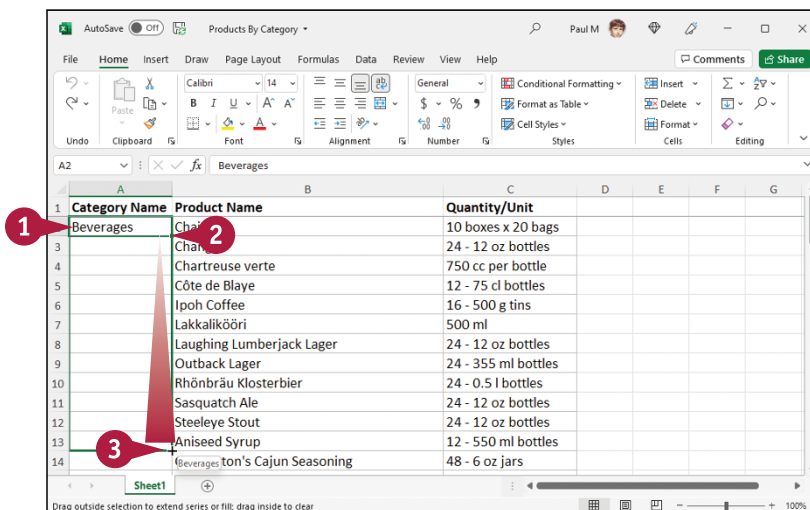 AutoSave Off Products By Category Paul M
File Home Insert Draw Page Layout Formulas Data Review View Help Comments Share
Calibri 14 General Conditional Formatting Insert
Paste B I U A A $ % Format as Table Delete
A Cell Styles Format
Undo Clipboard Font Alignment Number Styles Cells Editing
A2 fx Beverages
A B C D E F G
1 Category Name Product Name Quantity/Unit
1 Beverages Chai 2 10 boxes x 20 bags
3 Chang 24 - 12 oz bottles
4 Chartreuse verte 750 cc per bottle
5 Côte de Blaye 12 - 75 cl bottles
6 Ipoh Coffee 16 - 500 g tins
7 Lakkalikööri 500 ml
8 Laughing Lumberjack Lager 24 - 12 oz bottles
9 Outback Lager 24 - 355 ml bottles
10 Rhönbräu Klosterbier 24 - 0.5 l bottles
11 Sasquatch Ale 24 - 12 oz bottles
12 Steeleye Stout 24 - 12 oz bottles
13 3 Aniseed Syrup 12 - 550 ml bottles
14 Beverages ton's Cajun Seasoning 48 - 6 oz jars
Sheet1
Drag outside selection to extend series or fill; drag inside to clear 100%